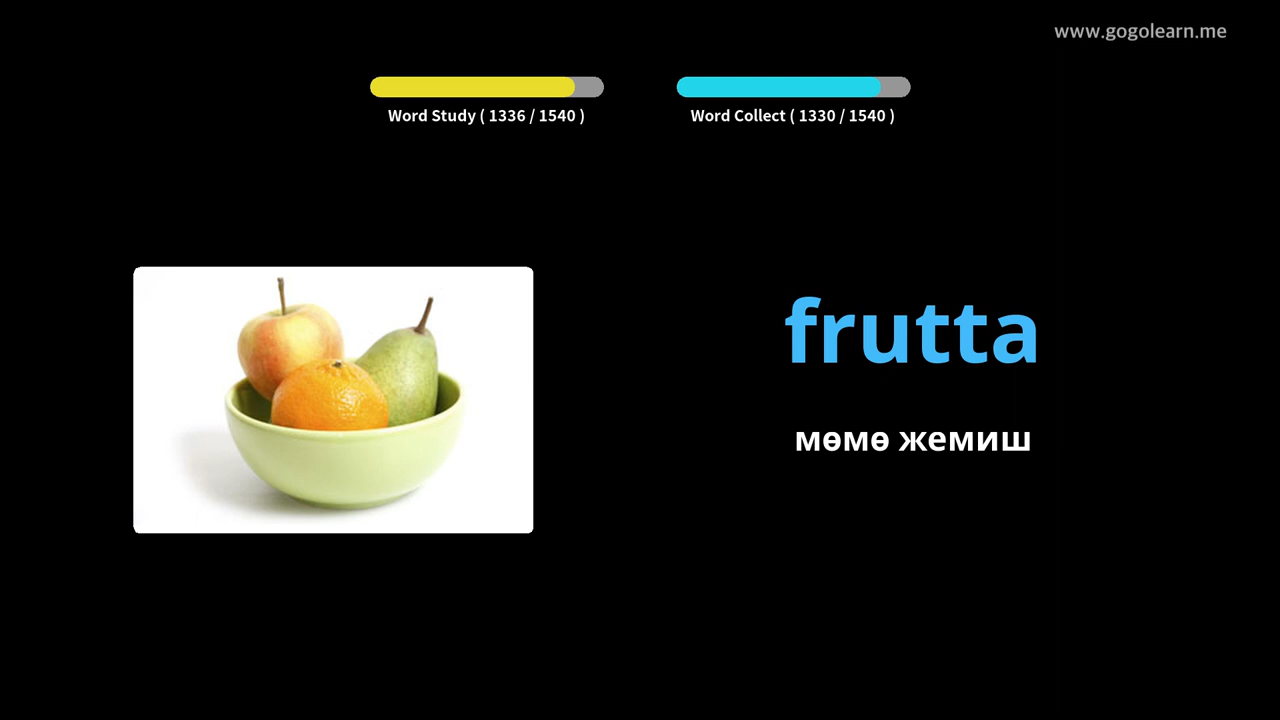 www.gogolearn.me
Word Study ( 1336 / 1540 )
Word Collect ( 1330 / 1540 )
frutta
мөмө жемиш